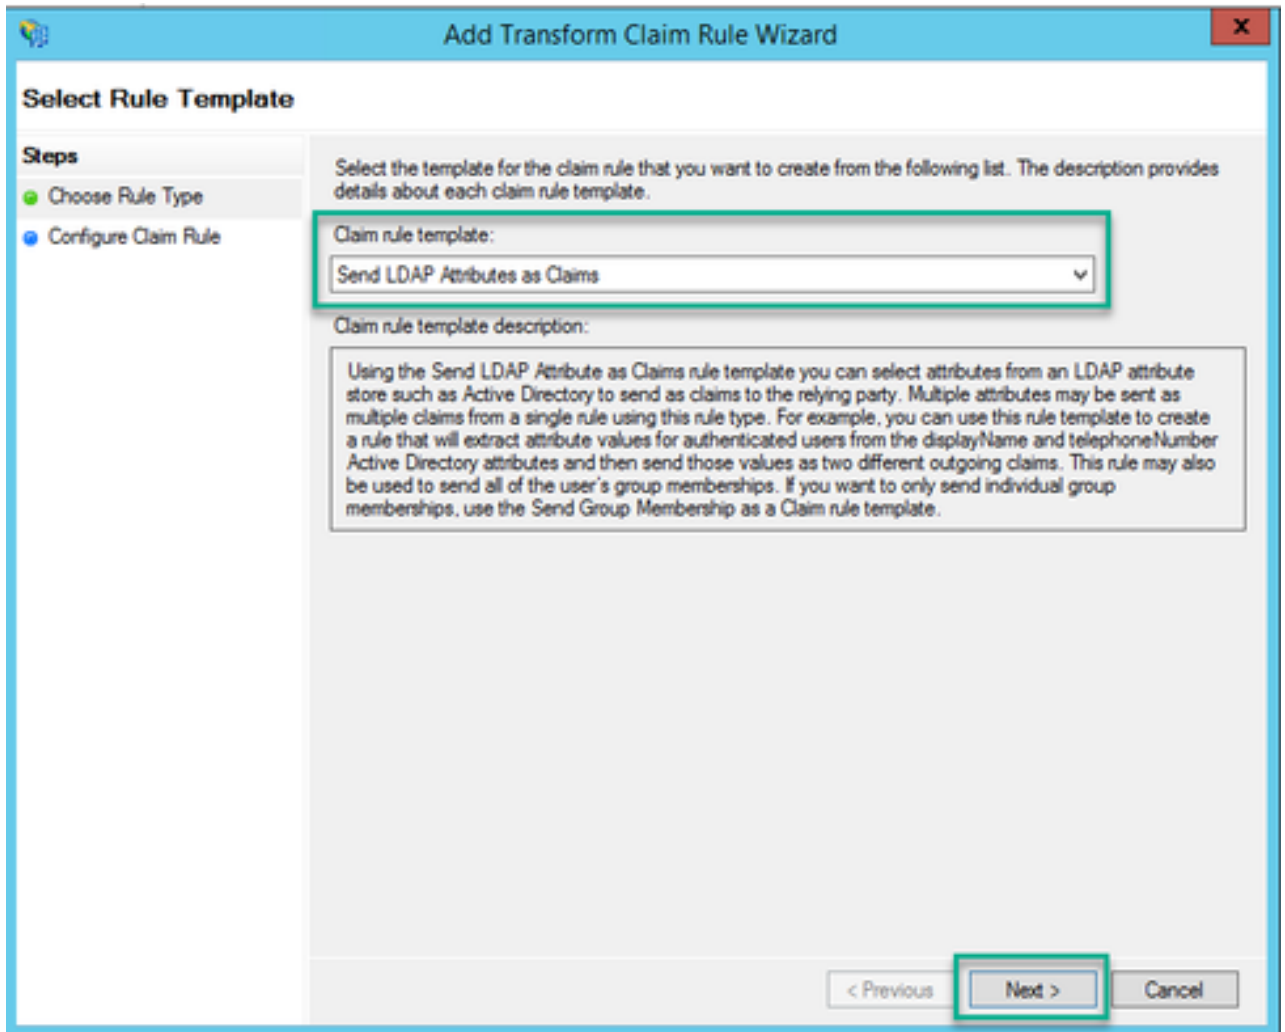 Add Transform Claim Rule Wizard
x
Select Rule Template
Steps
Choose Rule Type
Configure Claim Rule
Select the template for the claim rule that you want to create from the following list. The description provides
details about each claim rule template.
Claim rule template:
Send LDAP Attributes as Claims
Claim rule template description:
Using the Send LDAP Attribute as Claims rule template you can select attributes from an LDAP attribute
store such as Active Directory to send as claims to the relying party. Multiple attributes may be sent as
multiple claims from a single rule using this rule type. For example, you can use this rule template to create
a rule that will extract attribute values for authenticated users from the displayName and telephoneNumber
Active Directory attributes and then send those values as two different outgoing claims. This rule may also
be used to send all of the user's group memberships. If you want to only send individual group
memberships, use the Send Group Membership as a Claim rule template.
< Previous
Next >
Cancel